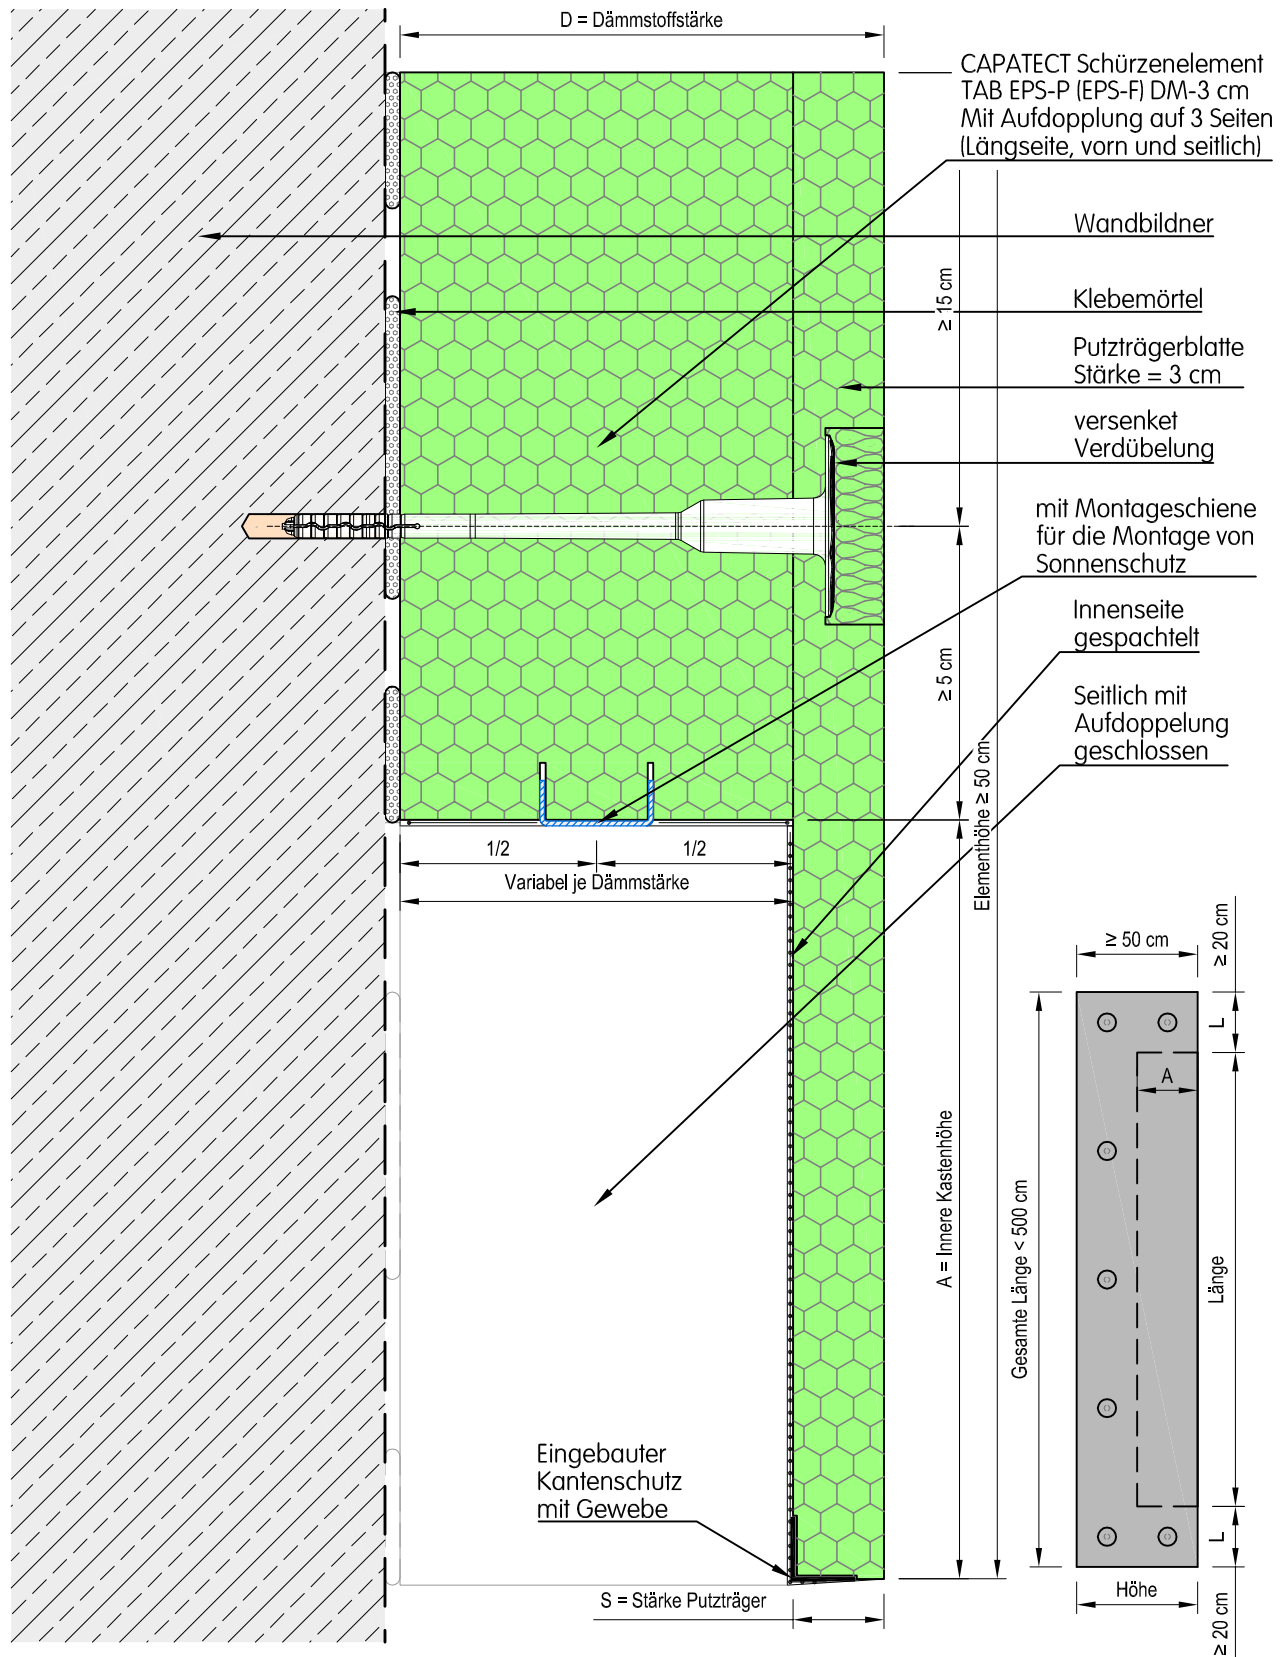 D = Dämmstoffstärke
CAPATECT Schürzenelement
TAB EPS-P (EPS-F) DM-3 cm
Mit Aufdopplung auf 3 Seiten
(Längseite, vorn und seitlich)
Wandbildner
≥ 15 cm
Klebemörtel
Putzträgerblatte
Stärke = 3 cm
versenket
Verdübelung
mit Montageschiene
für die Montage von
Sonnenschutz
Innenseite
gespachtelt
≥ 5 cm
Seitlich mit
Aufdoppelung
geschlossen
Elementhöhe ≥ 50 cm
1/2
1/2
Variabel je Dämmstärke
A = Innere Kastenhöhe
≥ 50 cm
≥ 20 cm
L
A
Gesamte Länge < 500 cm
Länge
L
Höhe
≥ 20 cm
Eingebauter
Kantenschutz
mit Gewebe
S = Stärke Putzträger